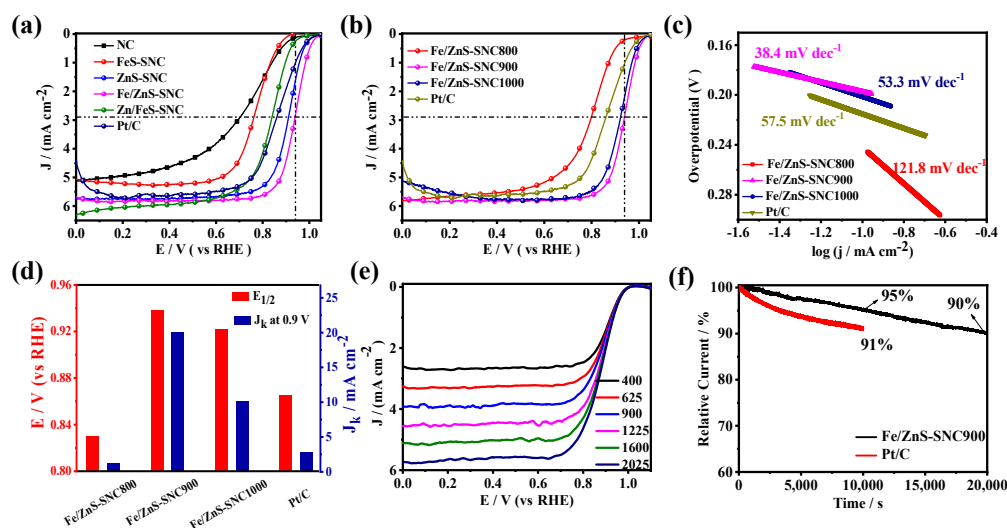 (a)
0
1
2
3
4
5
6
J / (mA cm⁻²)
NC
FeS-SNC
ZnS-SNC
Fe/ZnS-SNC
Zn/FeS-SNC
Pt/C
0.0 0.2 0.4 0.6 0.8 1.0
E / V ( vs RHE )
(b)
0
1
2
3
4
5
6
J / (mA cm⁻²)
Fe/ZnS-SNC800
Fe/ZnS-SNC900
Fe/ZnS-SNC1000
Pt/C
0.0 0.2 0.4 0.6 0.8 1.0
E / V ( vs RHE )
(c)
0.16
0.20
0.24
0.28
Overpotential (V)
38.4 mV dec⁻¹
53.3 mV dec⁻¹
57.5 mV dec⁻¹
121.8 mV dec⁻¹
Fe/ZnS-SNC800
Fe/ZnS-SNC900
Fe/ZnS-SNC1000
Pt/C
-1.6 -1.4 -1.2 -1.0 -0.8 -0.6 -0.4
log (j / mA cm⁻²)
(d)
0.96
0.92
0.88
0.84
0.80
E / V (vs RHE)
E1/2
Jk at 0.9 V
25
20
15
10
5
0
Jk / mA cm⁻²
Fe/ZnS-SNC800
Fe/ZnS-SNC900
Fe/ZnS-SNC1000
Pt/C
(e)
0
2
4
6
J / (mA cm⁻²)
400
625
900
1225
1600
2025
0.0 0.2 0.4 0.6 0.8 1.0
E / V (vs RHE)
(f)
100
90
80
70
60
Relative Current / %
95%
90%
91%
Fe/ZnS-SNC900
Pt/C
0 5,000 10,000 15,000 20,000
Time / s